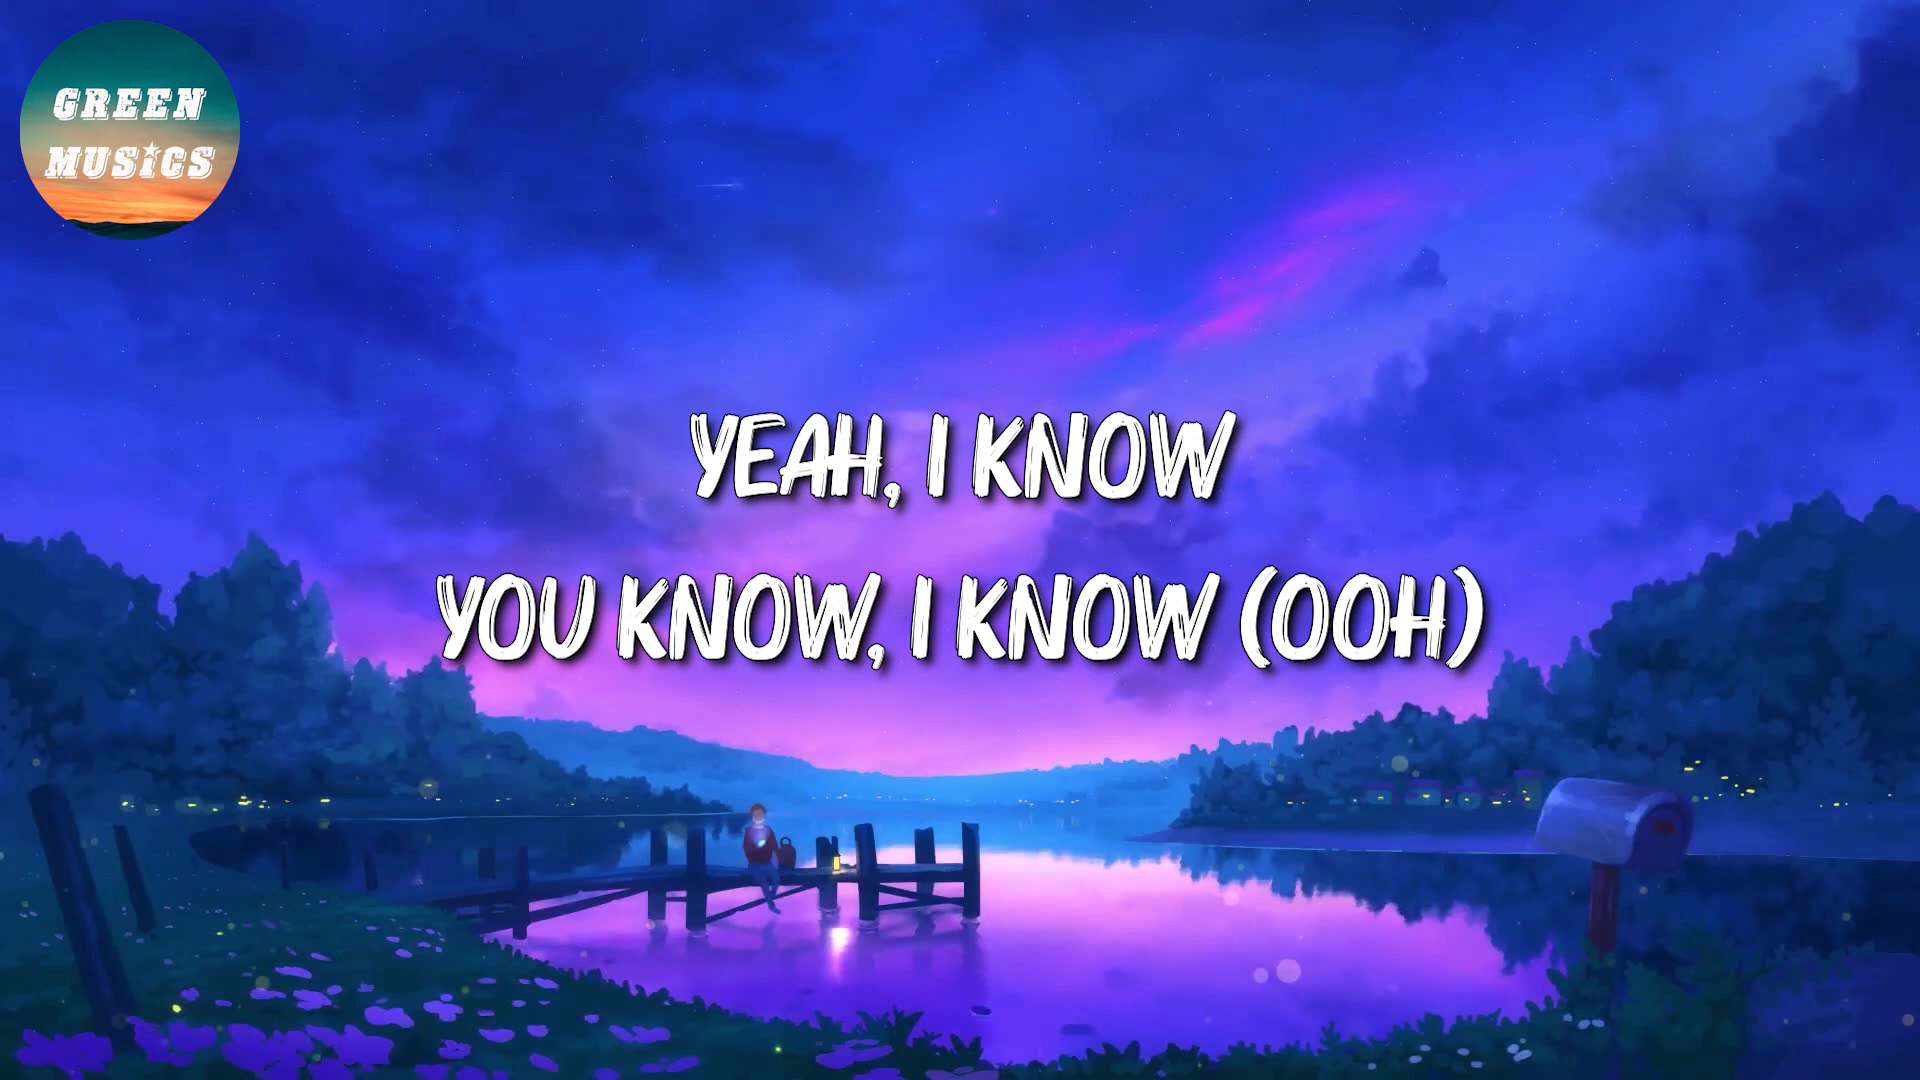 GREEN
MUSICS
YEAH, I KNOW
YOU KNOW, I KNOW (OOH)